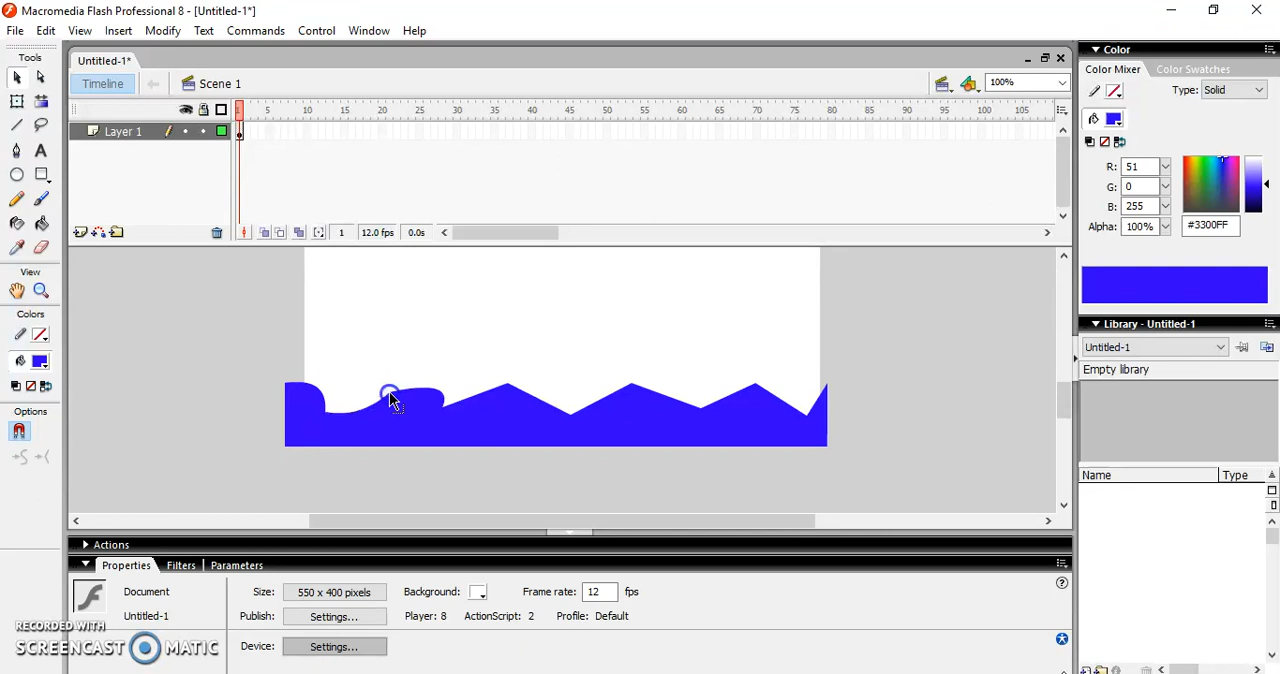 Macromedia Flash Professional 8 - [Untitled-1*]
File Edit View Insert Modify Text Commands Control Window Help
Tools
View
Colors
Options
Untitled-1*
Timeline Scene 1 100%
5 10 15 20 25 30 35 40 45 50 55 60 65 70 75 80 85 90 95 100 105
Layer 1
1 12.0 fps 0.0s
Actions
Properties Filters Parameters
Document
Untitled-1
Size: 550 x 400 pixels Background: Frame rate: 12 fps
Publish: Settings... Player: 8 ActionScript: 2 Profile: Default
Device: Settings...
RECORDED WITH
SCREENCAST MATIC
Color
Color Mixer Color Swatches
Type: Solid
R: 51
G: 0
B: 255
Alpha: 100% #3300FF
Library - Untitled-1
Untitled-1
Empty library
Name Type